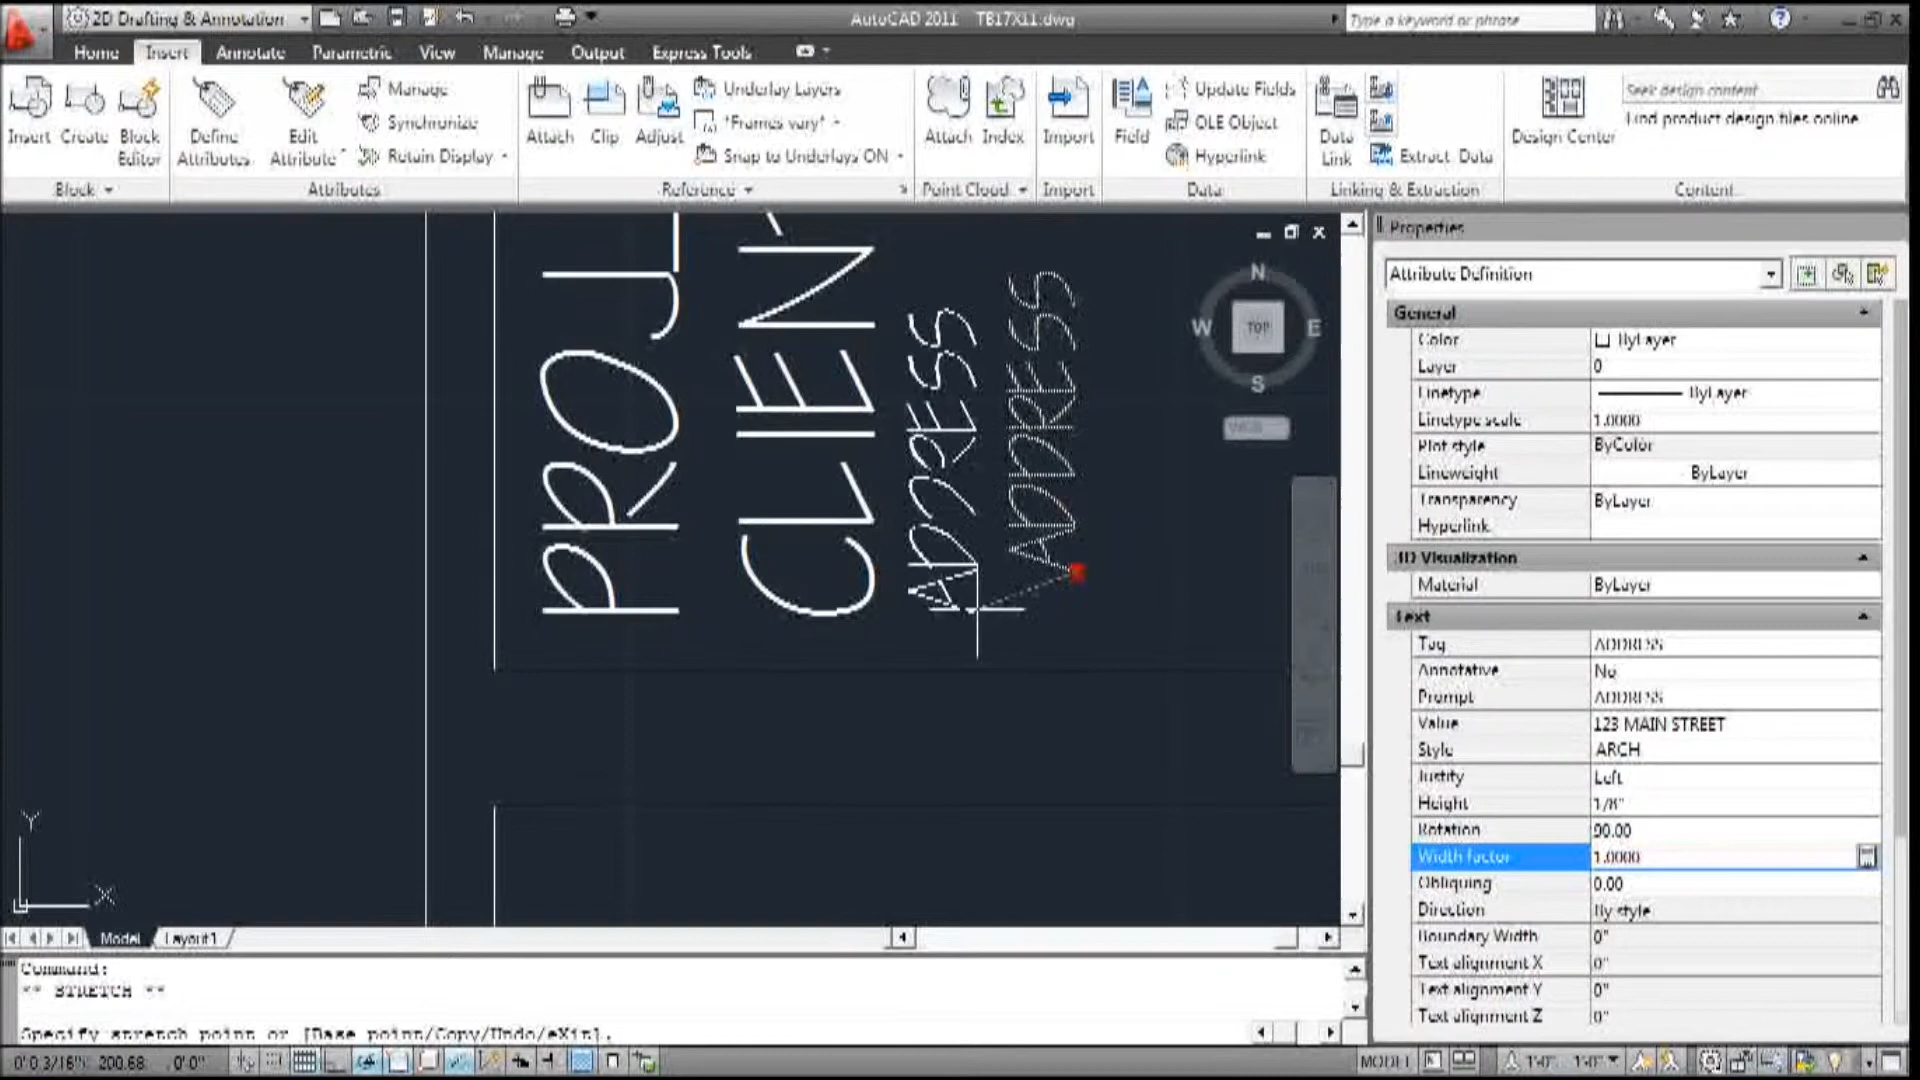 2D Drafting & Annotation
AutoCAD 2011 TB17X11.dwg
Type a keyword or phrase
Home Insert Annotate Parametric View Manage Output Express Tools
Insert Create Block Editor
Define Attributes
Edit Attribute
Manage
Synchronize
Retain Display
Attach Clip Adjust
Underlay Layers
*Frames vary*
Snap to Underlays ON
Attach Index
Import
Field
Update Fields
OLE Object
Hyperlink
Data Link
Extract Data
Design Center
Seek design content
Find product design files online
Block
Attributes
Reference
Point Cloud
Import
Data
Linking & Extraction
Content
PROJ
CLIEN
ADDRESS
ADDRESS
N
W TOP E
S
Y
X
Properties
Attribute Definition
General
Color ByLayer
Layer 0
Linetype ByLayer
Linetype scale 1.0000
Plot style ByColor
Lineweight ByLayer
Transparency ByLayer
Hyperlink
3D Visualization
Material ByLayer
Text
Tag ADDRESS
Annotative No
Prompt ADDRESS
Value 123 MAIN STREET
Style ARCH
Justify Left
Height 1/8"
Rotation 90.00
Width factor 1.0000
Obliquing 0.00
Direction By style
Boundary Width 0"
Text alignment X 0"
Text alignment Y 0"
Text alignment Z 0"
Model Layout1
Command:
** STRETCH **
Specify stretch point or [Base point/Copy/Undo/eXit]:
MODEL